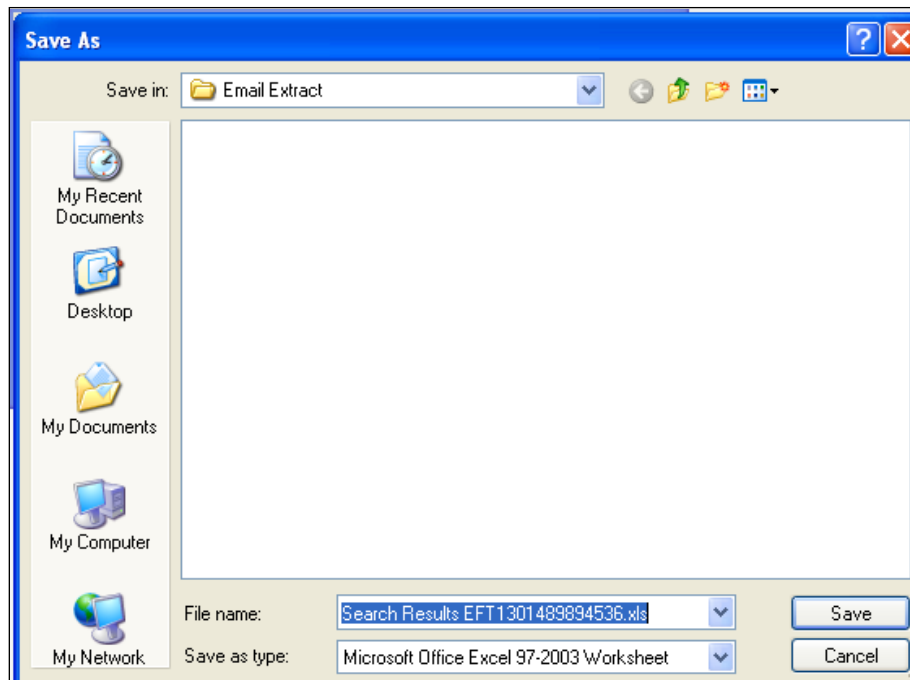 Save As
Save in:
Email Extract
My Recent
Documents
Desktop
My Documents
My Computer
My Network
File name:
Search Results EFT1301489894536.xls
Save
Save as type:
Microsoft Office Excel 97-2003 Worksheet
Cancel